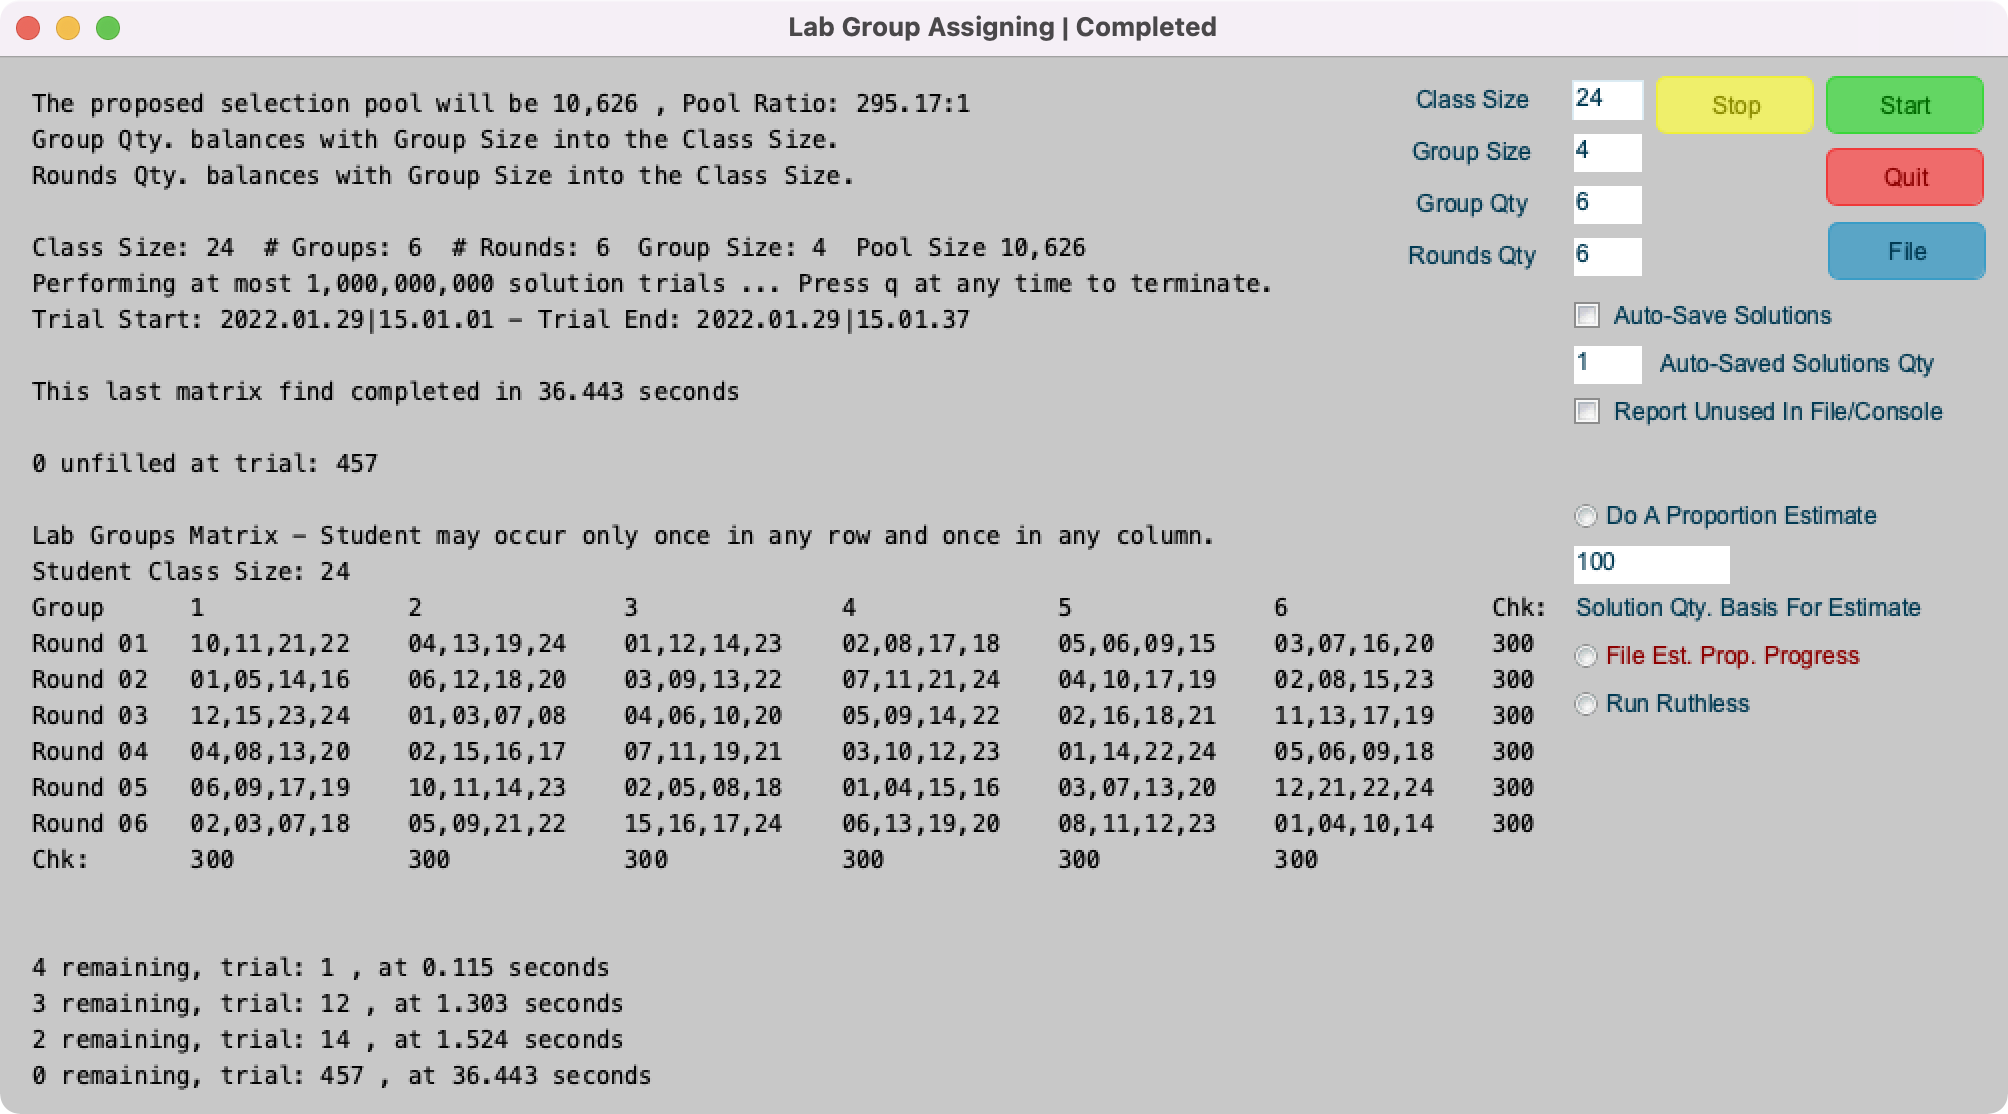 Lab Group Assigning | Completed
The proposed selection pool will be 10,626 , Pool Ratio: 295.17:1
Group Qty. balances with Group Size into the Class Size.
Rounds Qty. balances with Group Size into the Class Size.
Class Size: 24  # Groups: 6  # Rounds: 6  Group Size: 4  Pool Size 10,626
Performing at most 1,000,000,000 solution trials ... Press q at any time to terminate.
Trial Start: 2022.01.29|15.01.01 – Trial End: 2022.01.29|15.01.37
This last matrix find completed in 36.443 seconds
0 unfilled at trial: 457
Lab Groups Matrix – Student may occur only once in any row and once in any column.
Student Class Size: 24
Group 1 2 3 4 5 6 Chk:
Round 01 10,11,21,22 04,13,19,24 01,12,14,23 02,08,17,18 05,06,09,15 03,07,16,20 300
Round 02 01,05,14,16 06,12,18,20 03,09,13,22 07,11,21,24 04,10,17,19 02,08,15,23 300
Round 03 12,15,23,24 01,03,07,08 04,06,10,20 05,09,14,22 02,16,18,21 11,13,17,19 300
Round 04 04,08,13,20 02,15,16,17 07,11,19,21 03,10,12,23 01,14,22,24 05,06,09,18 300
Round 05 06,09,17,19 10,11,14,23 02,05,08,18 01,04,15,16 03,07,13,20 12,21,22,24 300
Round 06 02,03,07,18 05,09,21,22 15,16,17,24 06,13,19,20 08,11,12,23 01,04,10,14 300
Chk: 300 300 300 300 300 300
4 remaining, trial: 1 , at 0.115 seconds
3 remaining, trial: 12 , at 1.303 seconds
2 remaining, trial: 14 , at 1.524 seconds
0 remaining, trial: 457 , at 36.443 seconds
Class Size 24 Stop Start
Group Size 4 Quit
Group Qty 6
Rounds Qty 6 File
Auto-Save Solutions
1 Auto-Saved Solutions Qty
Report Unused In File/Console
Do A Proportion Estimate
100
Solution Qty. Basis For Estimate
File Est. Prop. Progress
Run Ruthless